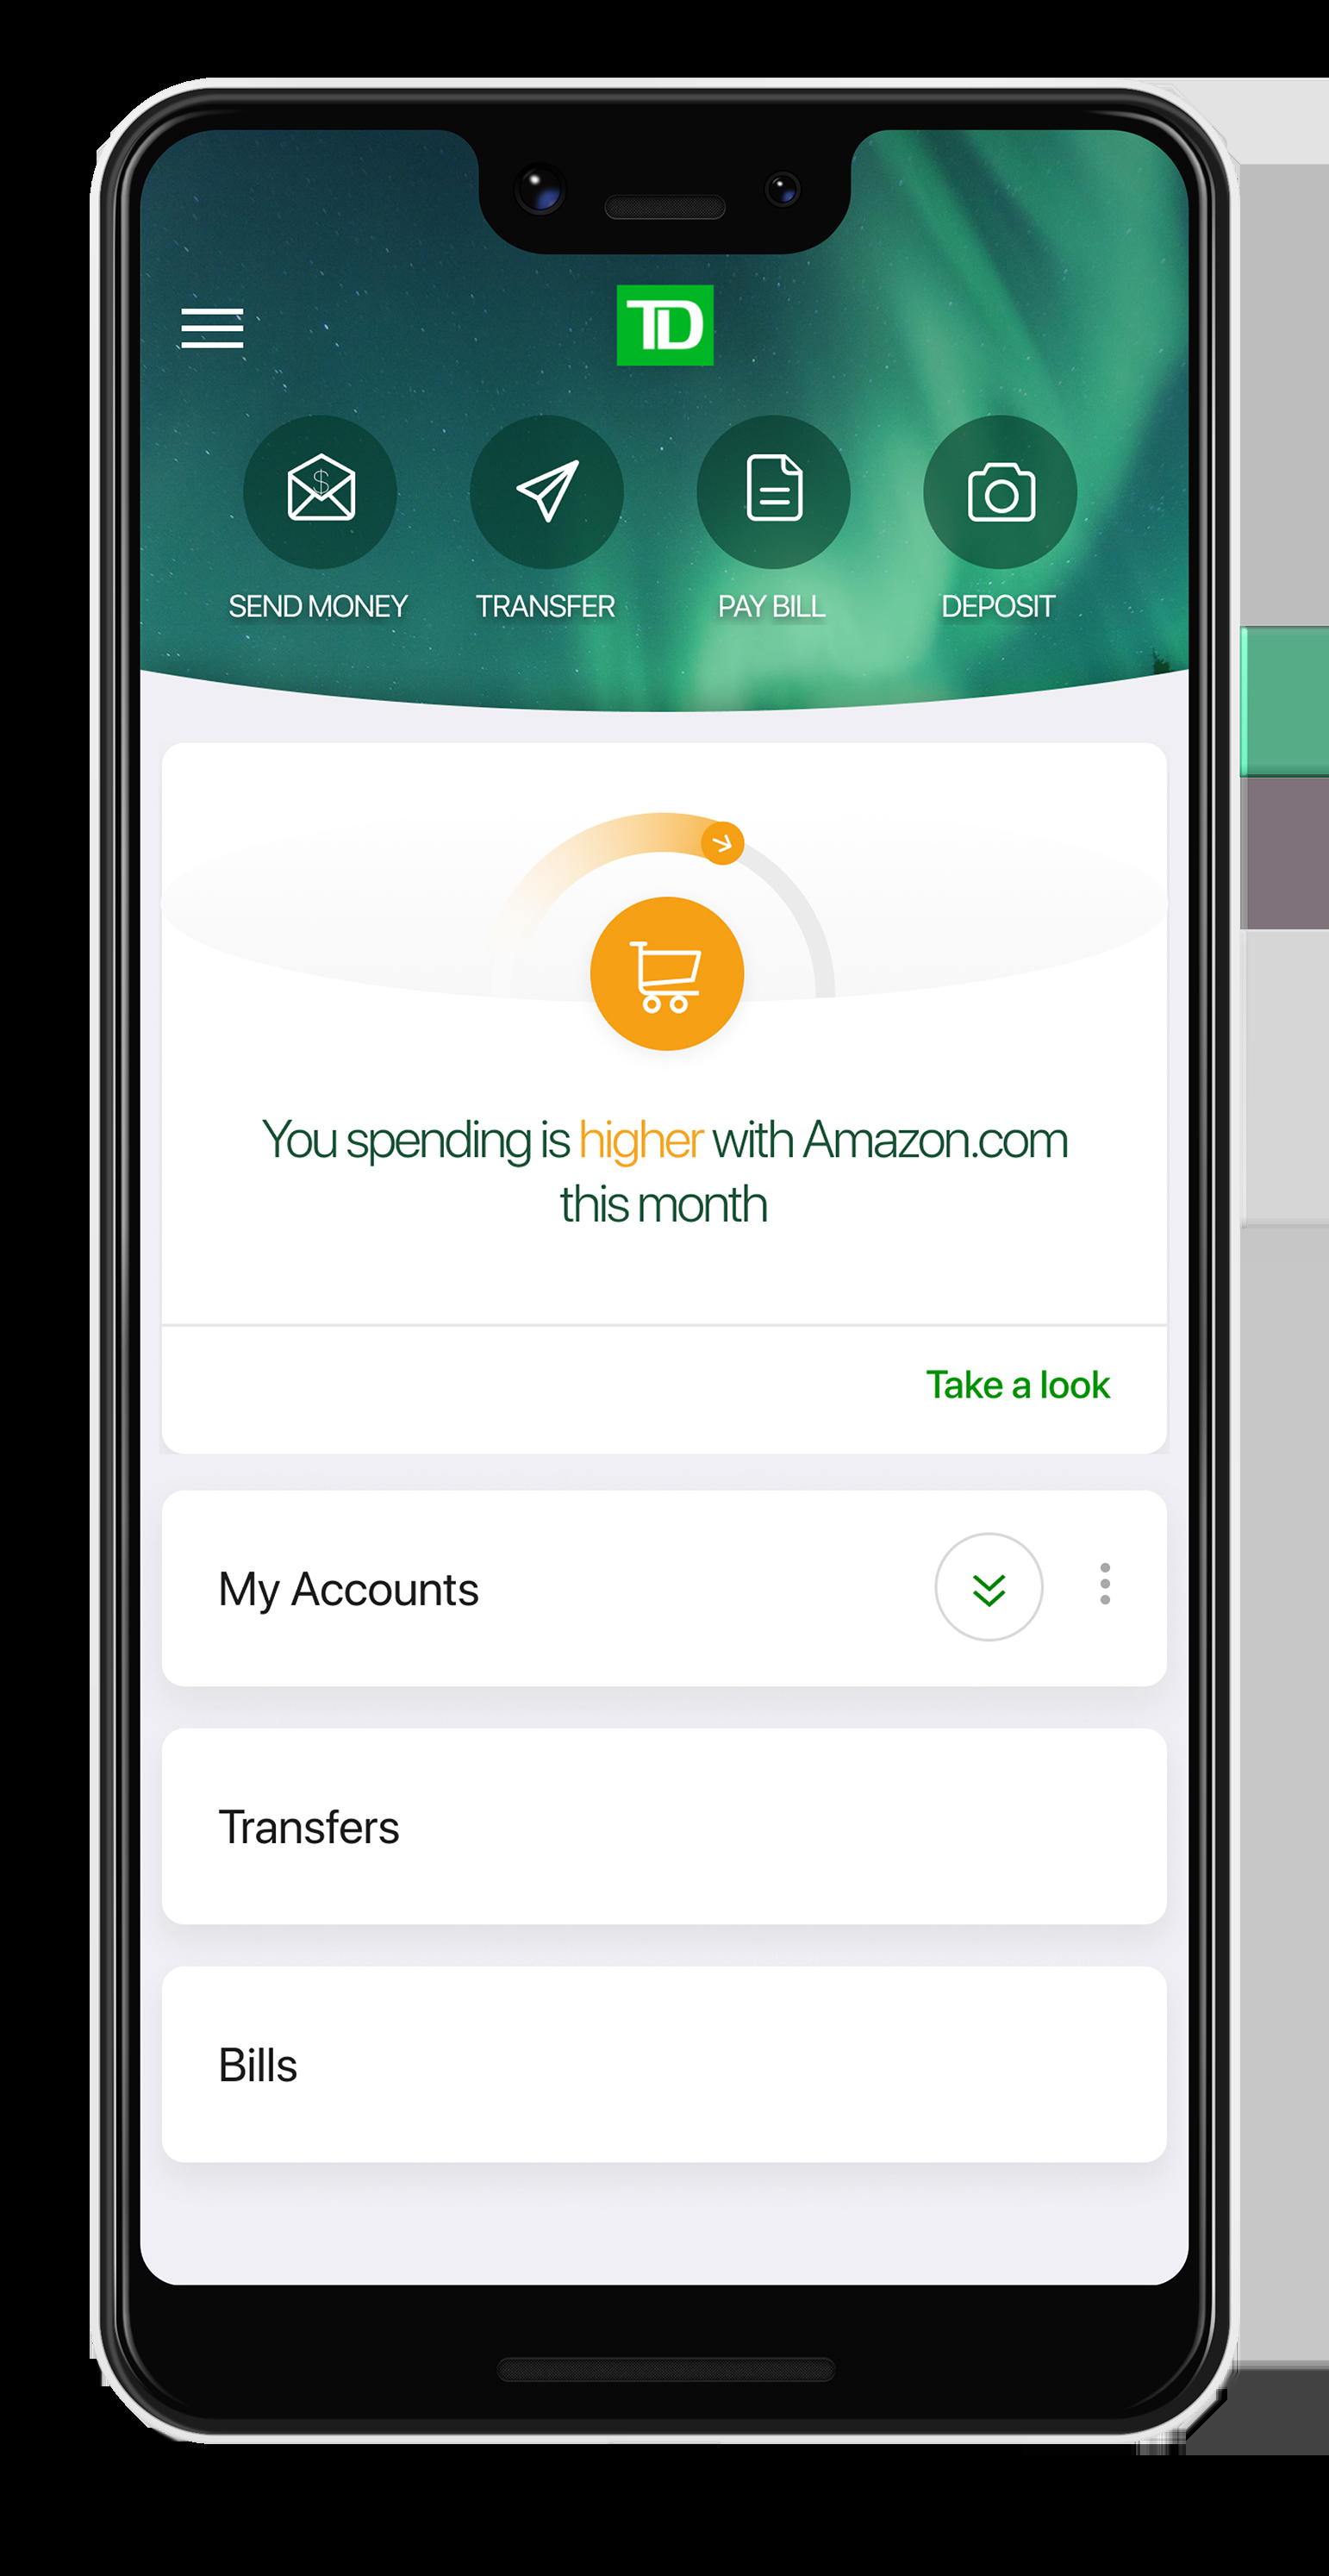 TD
SEND MONEY TRANSFER PAY BILL DEPOSIT
You spending is higher with Amazon.com
this month
Take a look
My Accounts
Transfers
Bills